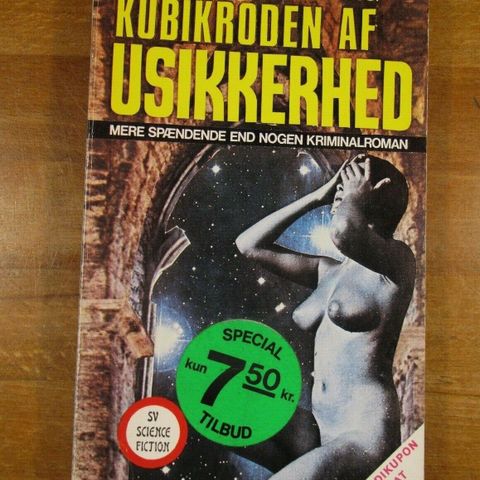 KUBIKRODEN AF
USIKKERHED
MERE SPÆNDENDE END NOGEN KRIMINALROMAN
SPECIAL
kun 7 50 kr.
TILBUD
SV
SCIENCE
FICTION